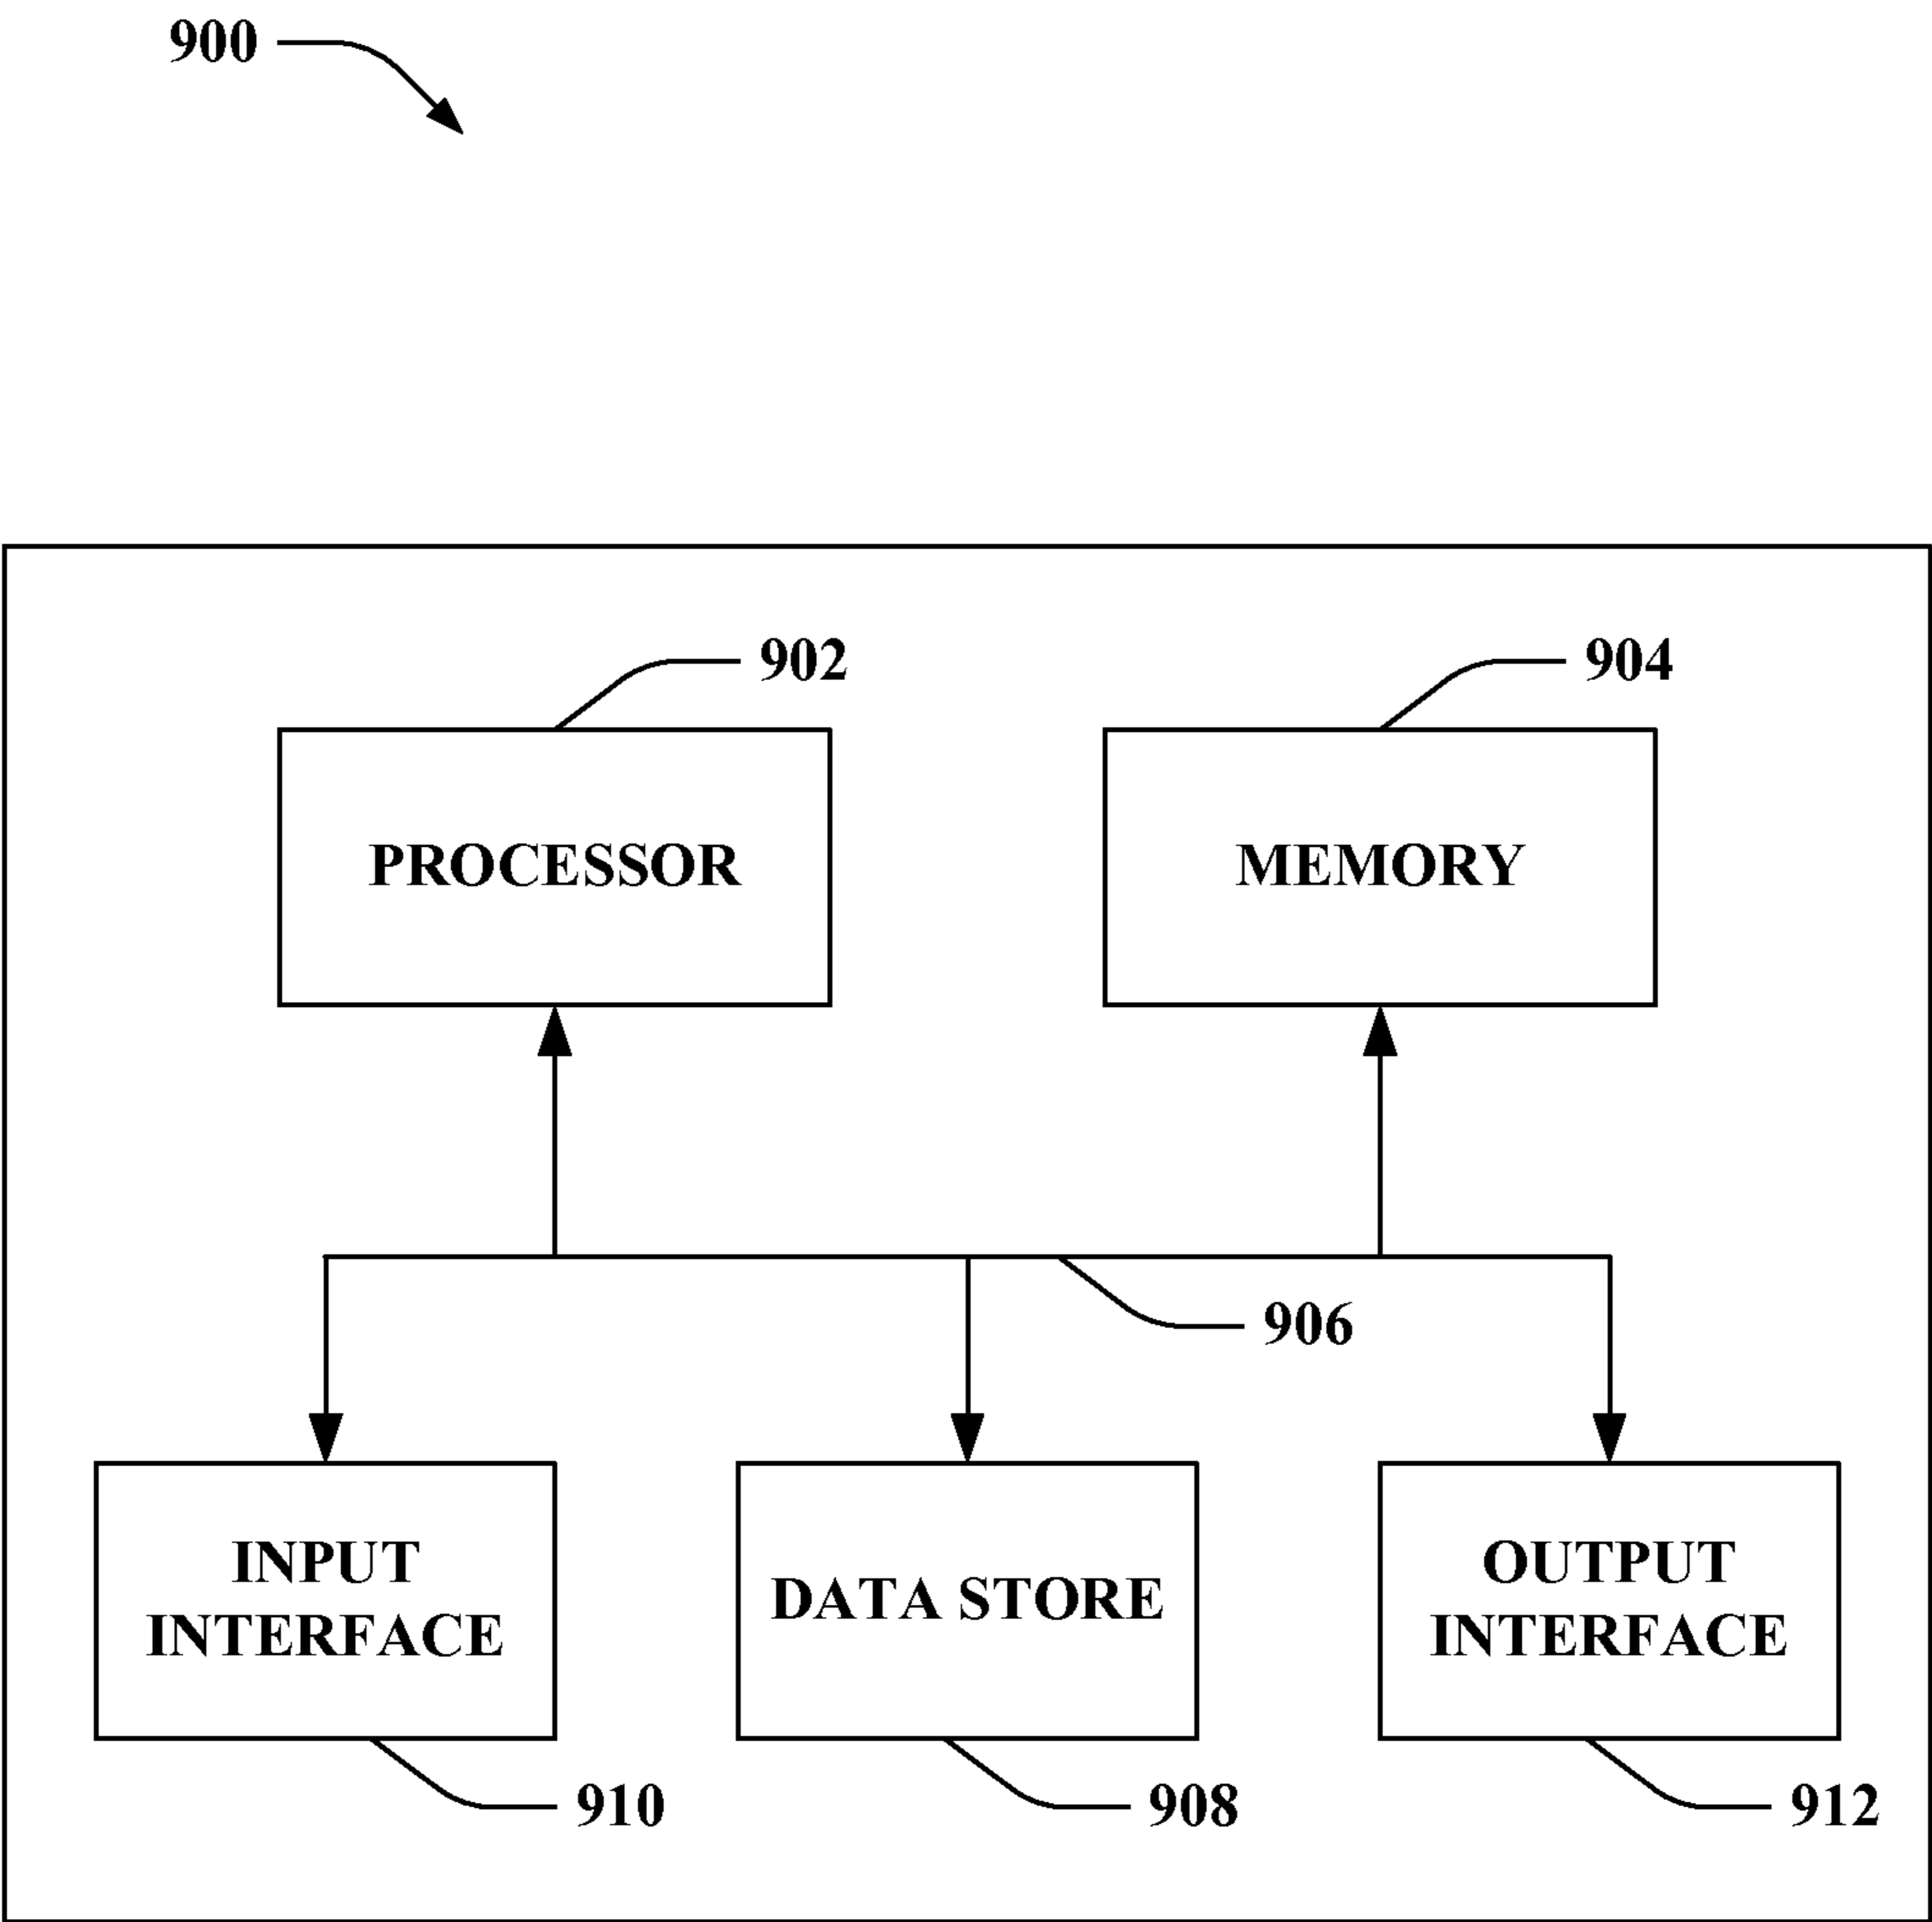 900
902
904
PROCESSOR
MEMORY
906
INPUT
INTERFACE
DATA STORE
OUTPUT
INTERFACE
910
908
912